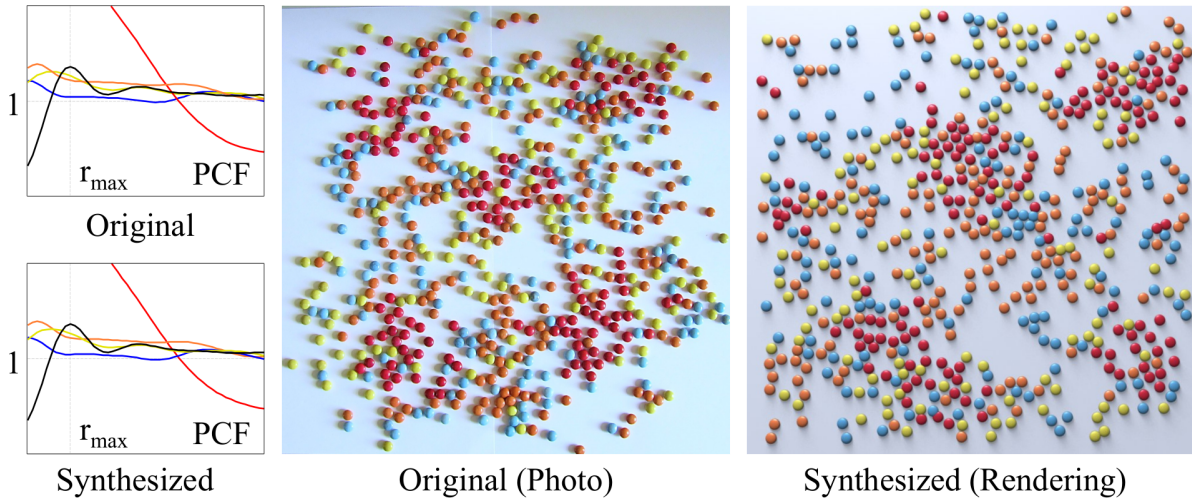 1
r_max PCF
Original
1
r_max PCF
Synthesized
Original (Photo)
Synthesized (Rendering)